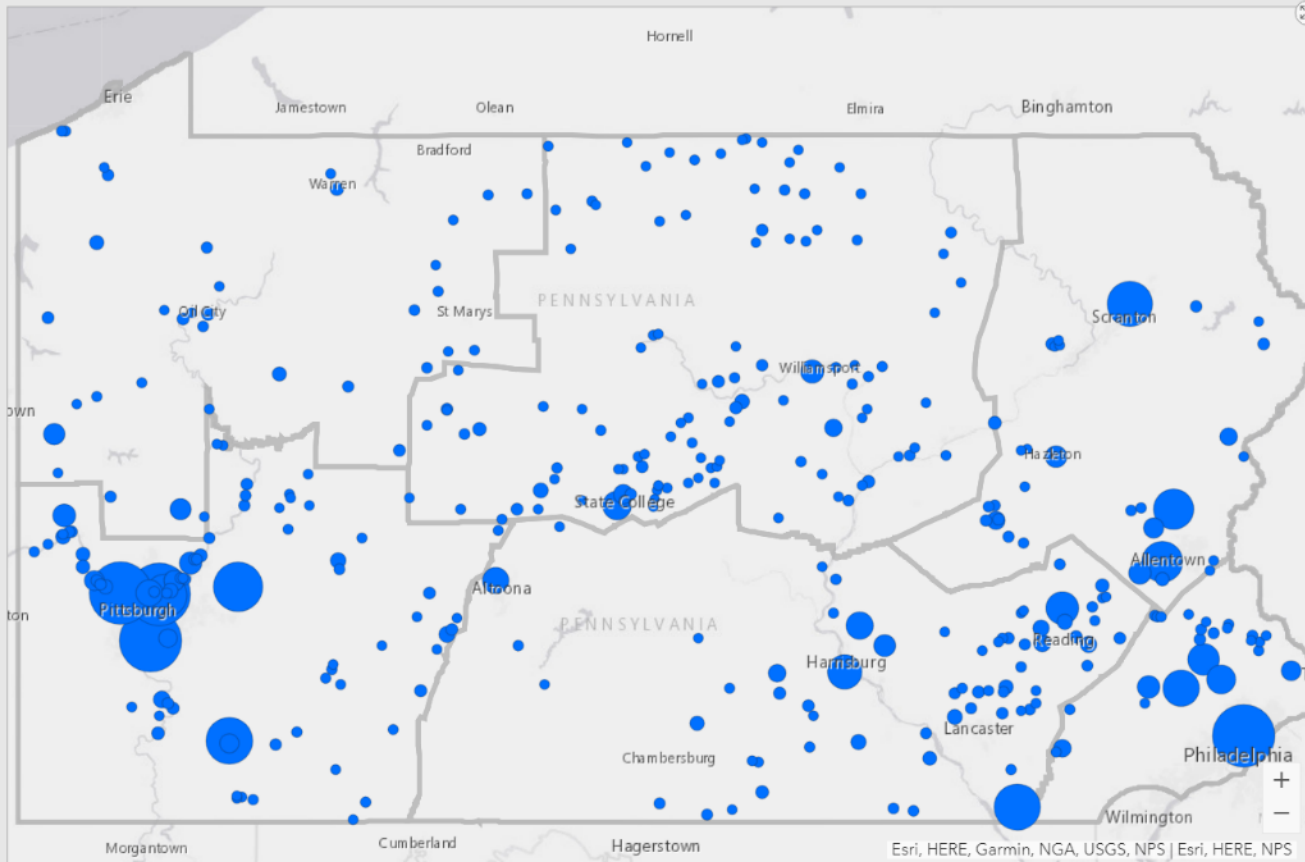 Hornell
Erie
Jamestown
Olean
Elmira
Binghamton
Bradford
Warren
PENNSYLVANIA
Oil City
St Marys
Scranton
Williamsport
own
Hazleton
State College
Allentown
Altoona
Pittsburgh
ton
PENNSYLVANIA
Reading
Harrisburg
Lancaster
Chambersburg
Philadelphia
+
−
Wilmington
Morgantown
Cumberland
Hagerstown
Esri, HERE, Garmin, NGA, USGS, NPS | Esri, HERE, NPS